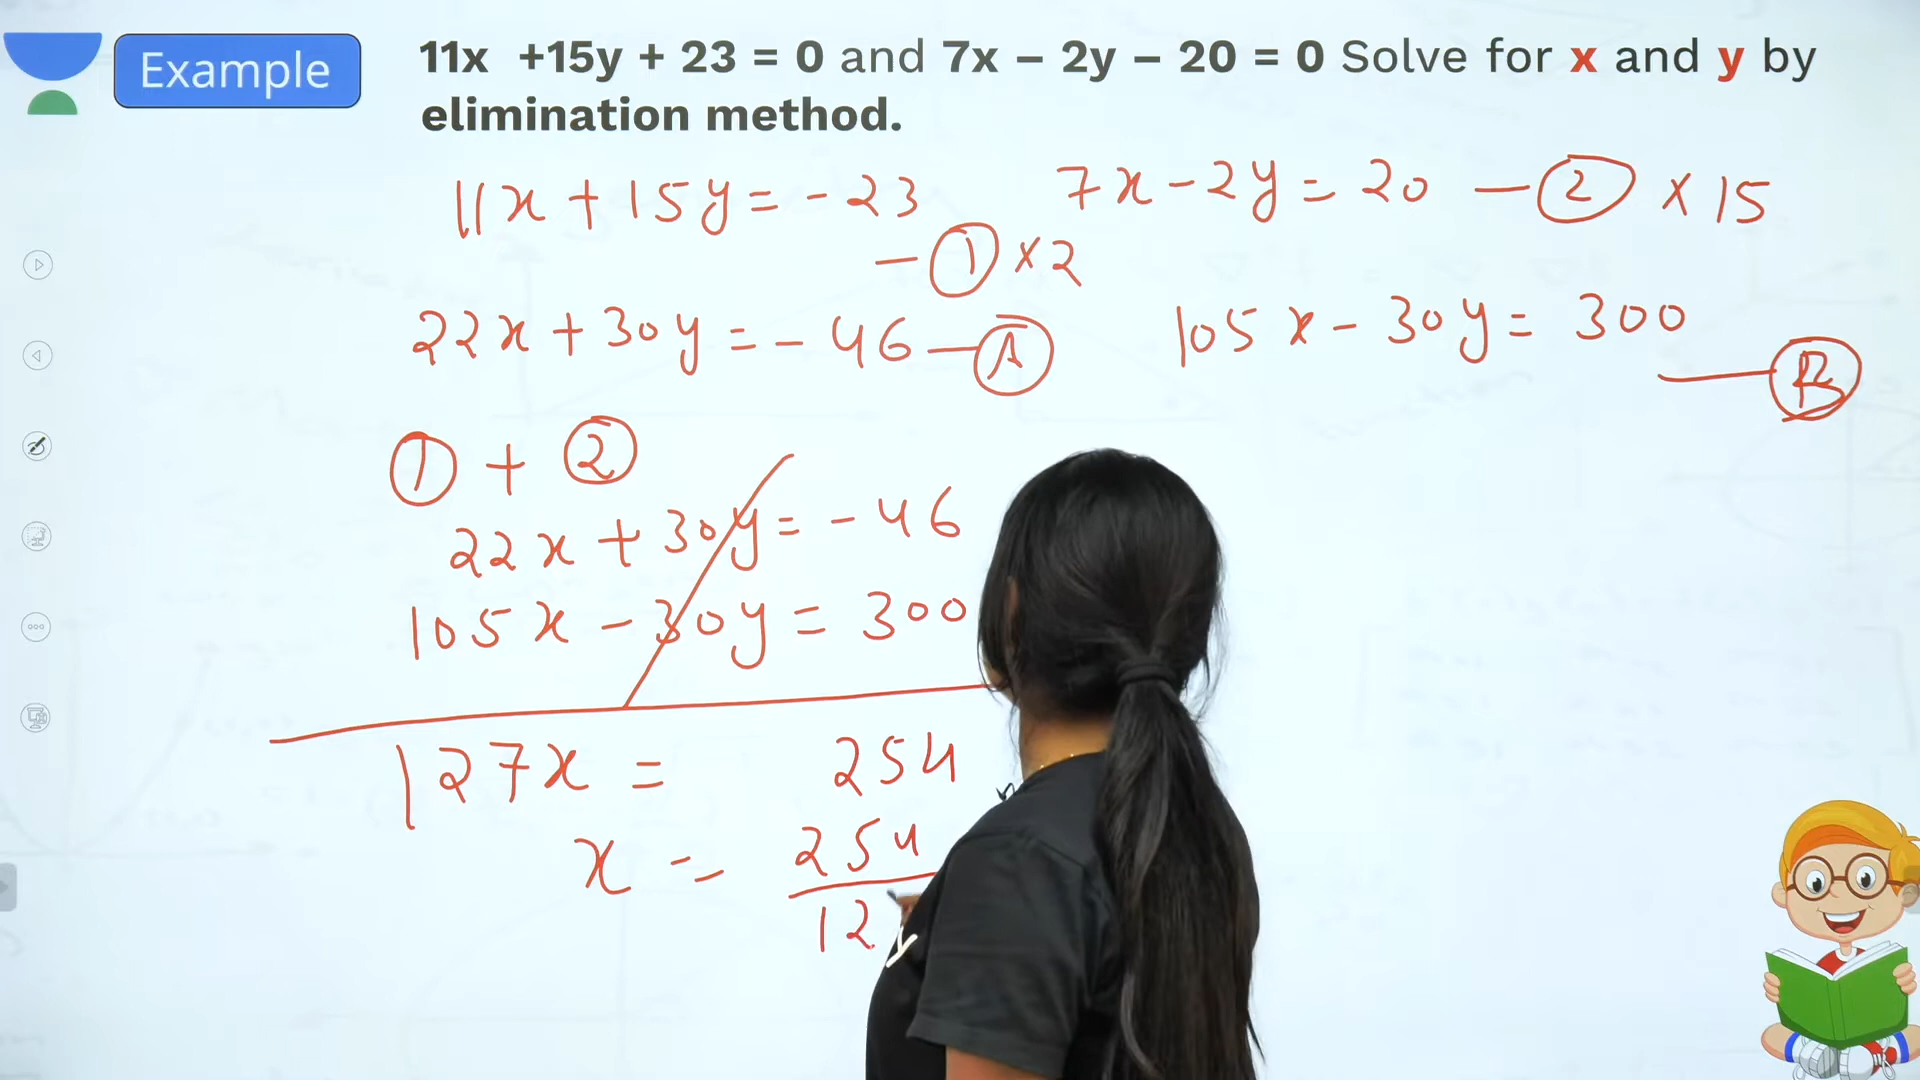 Example
11x +15y + 23 = 0 and 7x – 2y – 20 = 0 Solve for x and y by
elimination method.
11x + 15y = - 23
7x - 2y = 20 — ② × 15
— ① × 2
22x + 30y = - 46 — Ⓐ
105x - 30y = 300
— Ⓑ
① + ②
22x + 30y = - 46
105x - 30y = 300
127x = 254
x = 254
12